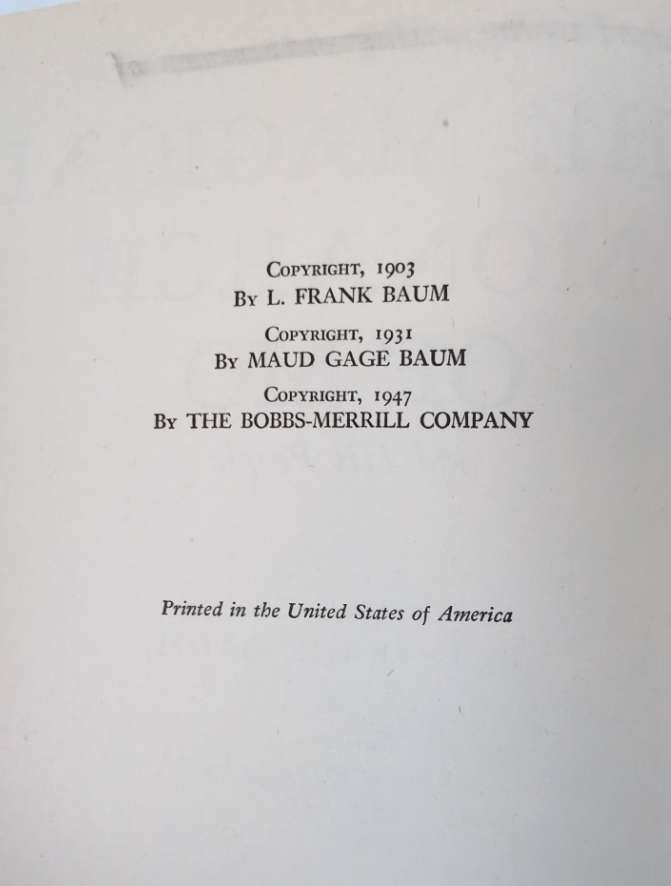 COPYRIGHT, 1903
BY L. FRANK BAUM
COPYRIGHT, 1931
BY MAUD GAGE BAUM
COPYRIGHT, 1947
BY THE BOBBS-MERRILL COMPANY
Printed in the United States of America